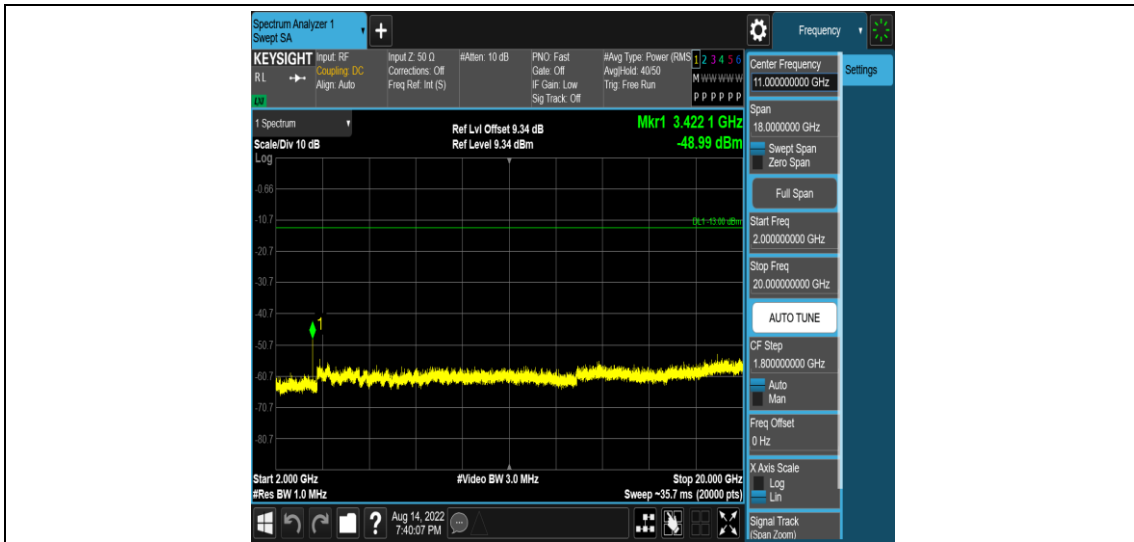 Spectrum Analyzer 1
Swept SA
+
Frequency
KEYSIGHT
RL
LXI
Input: RF
Coupling: DC
Align: Auto
Input Z: 50 Ω
Corrections: Off
Freq Ref: Int (S)
#Atten: 10 dB
PNO: Fast
Gate: Off
IF Gain: Low
Sig Track: Off
#Avg Type: Power (RMS
Avg|Hold: 40/50
Trig: Free Run
1 2 3 4 5 6
M W W W W W
P P P P P P
Center Frequency
11.000000000 GHz
Settings
Span
18.0000000 GHz
Swept Span
Zero Span
Full Span
Start Freq
2.000000000 GHz
Stop Freq
20.000000000 GHz
AUTO TUNE
CF Step
1.800000000 GHz
Auto
Man
Freq Offset
0 Hz
X Axis Scale
Log
Lin
Signal Track
(Span Zoom)
1 Spectrum
Scale/Div 10 dB
Ref Lvl Offset 9.34 dB
Ref Level 9.34 dBm
Mkr1 3.422 1 GHz
-48.99 dBm
Log
-0.66
-10.7
DL1 -13.00 dBm
-20.7
-30.7
-40.7
1
-50.7
-60.7
-70.7
-80.7
Start 2.000 GHz
#Video BW 3.0 MHz
Stop 20.000 GHz
#Res BW 1.0 MHz
Sweep ~35.7 ms (20000 pts)
?
Aug 14, 2022
7:40:07 PM